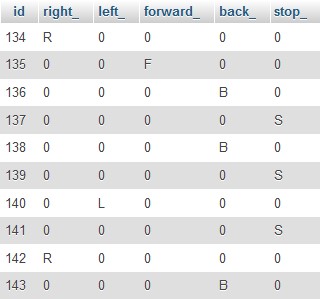 id right_ left_ forward_ back_ stop_
134 R 0 0 0 0
135 0 0 F 0 0
136 0 0 0 B 0
137 0 0 0 0 S
138 0 0 0 B 0
139 0 0 0 0 S
140 0 L 0 0 0
141 0 0 0 0 S
142 R 0 0 0 0
143 0 0 0 B 0